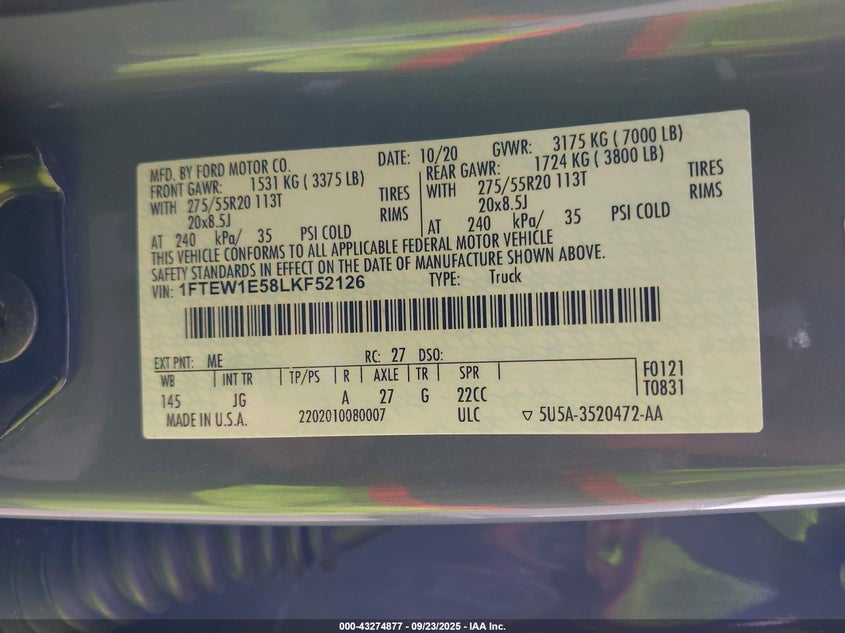 MFD. BY FORD MOTOR CO. DATE: 10/20 GVWR: 3175 KG ( 7000 LB)
FRONT GAWR: 1531 KG ( 3375 LB) REAR GAWR: 1724 KG ( 3800 LB)
WITH 275/55R20 113T TIRES WITH 275/55R20 113T TIRES
20x8.5J RIMS 20x8.5J RIMS
AT 240 kPa/ 35 PSI COLD AT 240 kPa/ 35 PSI COLD
THIS VEHICLE CONFORMS TO ALL APPLICABLE FEDERAL MOTOR VEHICLE
SAFETY STANDARDS IN EFFECT ON THE DATE OF MANUFACTURE SHOWN ABOVE.
VIN: 1FTEW1E58LKF52126 TYPE: Truck
EXT PNT: ME RC: 27 DSO:
WB INT TR TP/PS R AXLE TR SPR F0121
145 JG A 27 G 22CC T0831
MADE IN U.S.A. 2202010080007 ULC ▽ 5U5A-3520472-AA
000-43274877 - 09/23/2025 - IAA Inc.